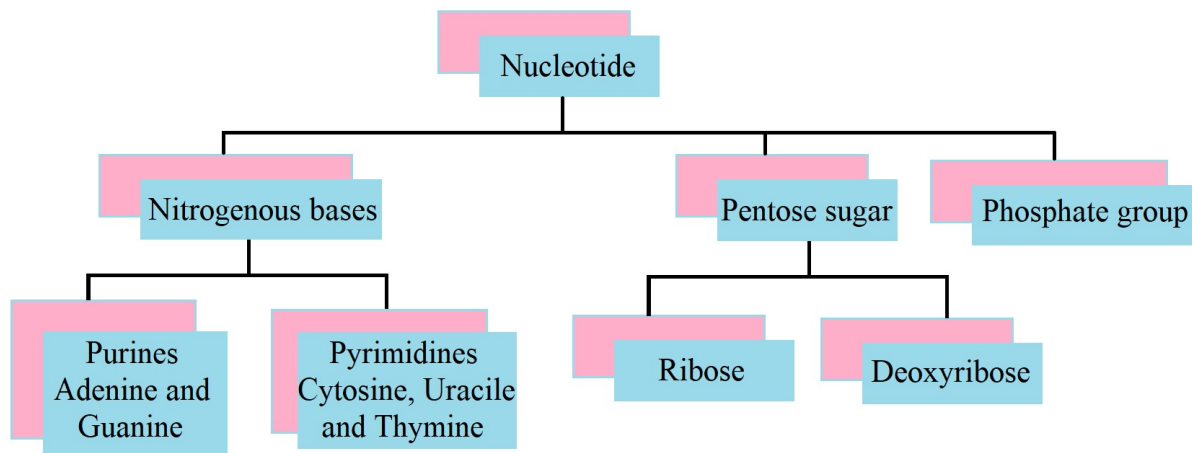 Nucleotide
Nitrogenous bases
Pentose sugar
Phosphate group
Purines
Adenine and
Guanine
Pyrimidines
Cytosine, Uracile
and Thymine
Ribose
Deoxyribose